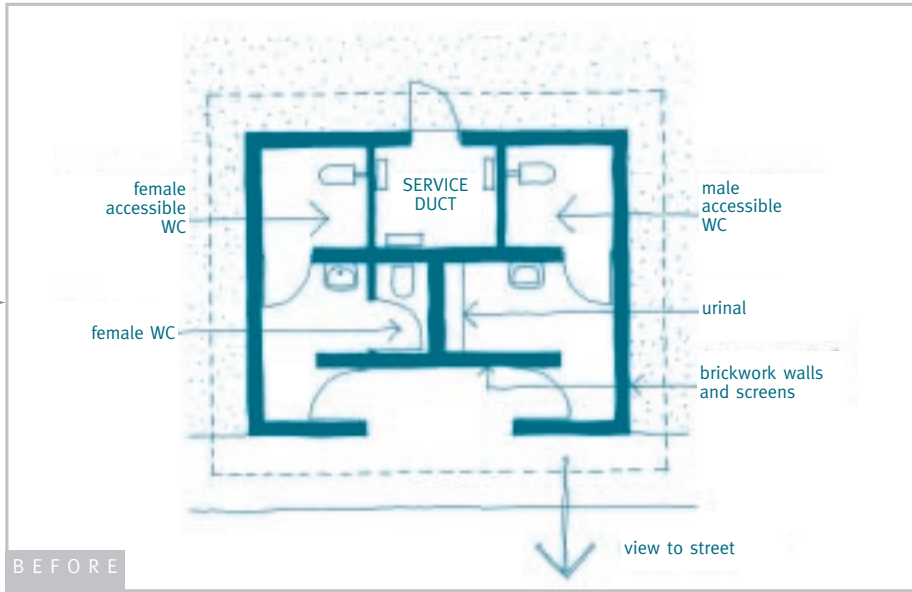 SERVICE
DUCT
female
accessible
WC
male
accessible
WC
female WC
urinal
brickwork walls
and screens
view to street
BEFORE